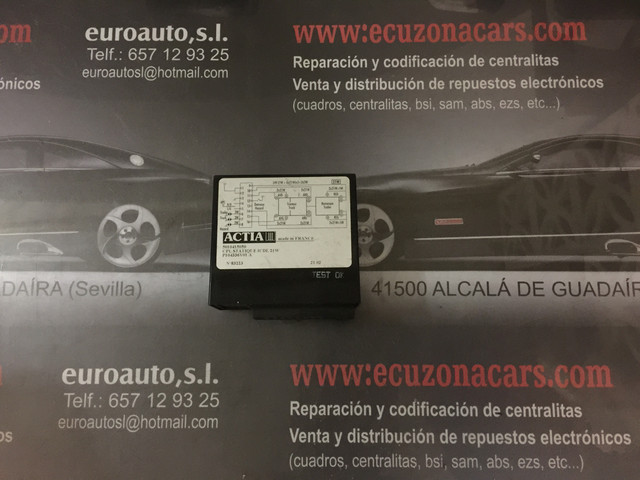 .com
euroauto,s.l.
www.ecuzonacars.com
Telf.: 657 12 93 25
Reparación y codificación de centralitas
euroautosl@hotmail.com
Venta y distribución de repuestos electrónicos
ónicos
(cuadros, centralitas, bsi, sam, abs, ezs, etc...)
ACTIA
made in FRANCE
TEST OK
DAÍRA (Sevilla)
41500 ALCALÁ DE GUADAÍR
euroauto,s.l.
www.ecuzonacars.com
Telf.: 657 12 93 25
Reparación y codificación de centralitas
euroautosl@hotmail.com
Venta y distribución de repuestos electrónicos
(cuadros, centralitas, bsi, sam, abs, ezs, etc...)